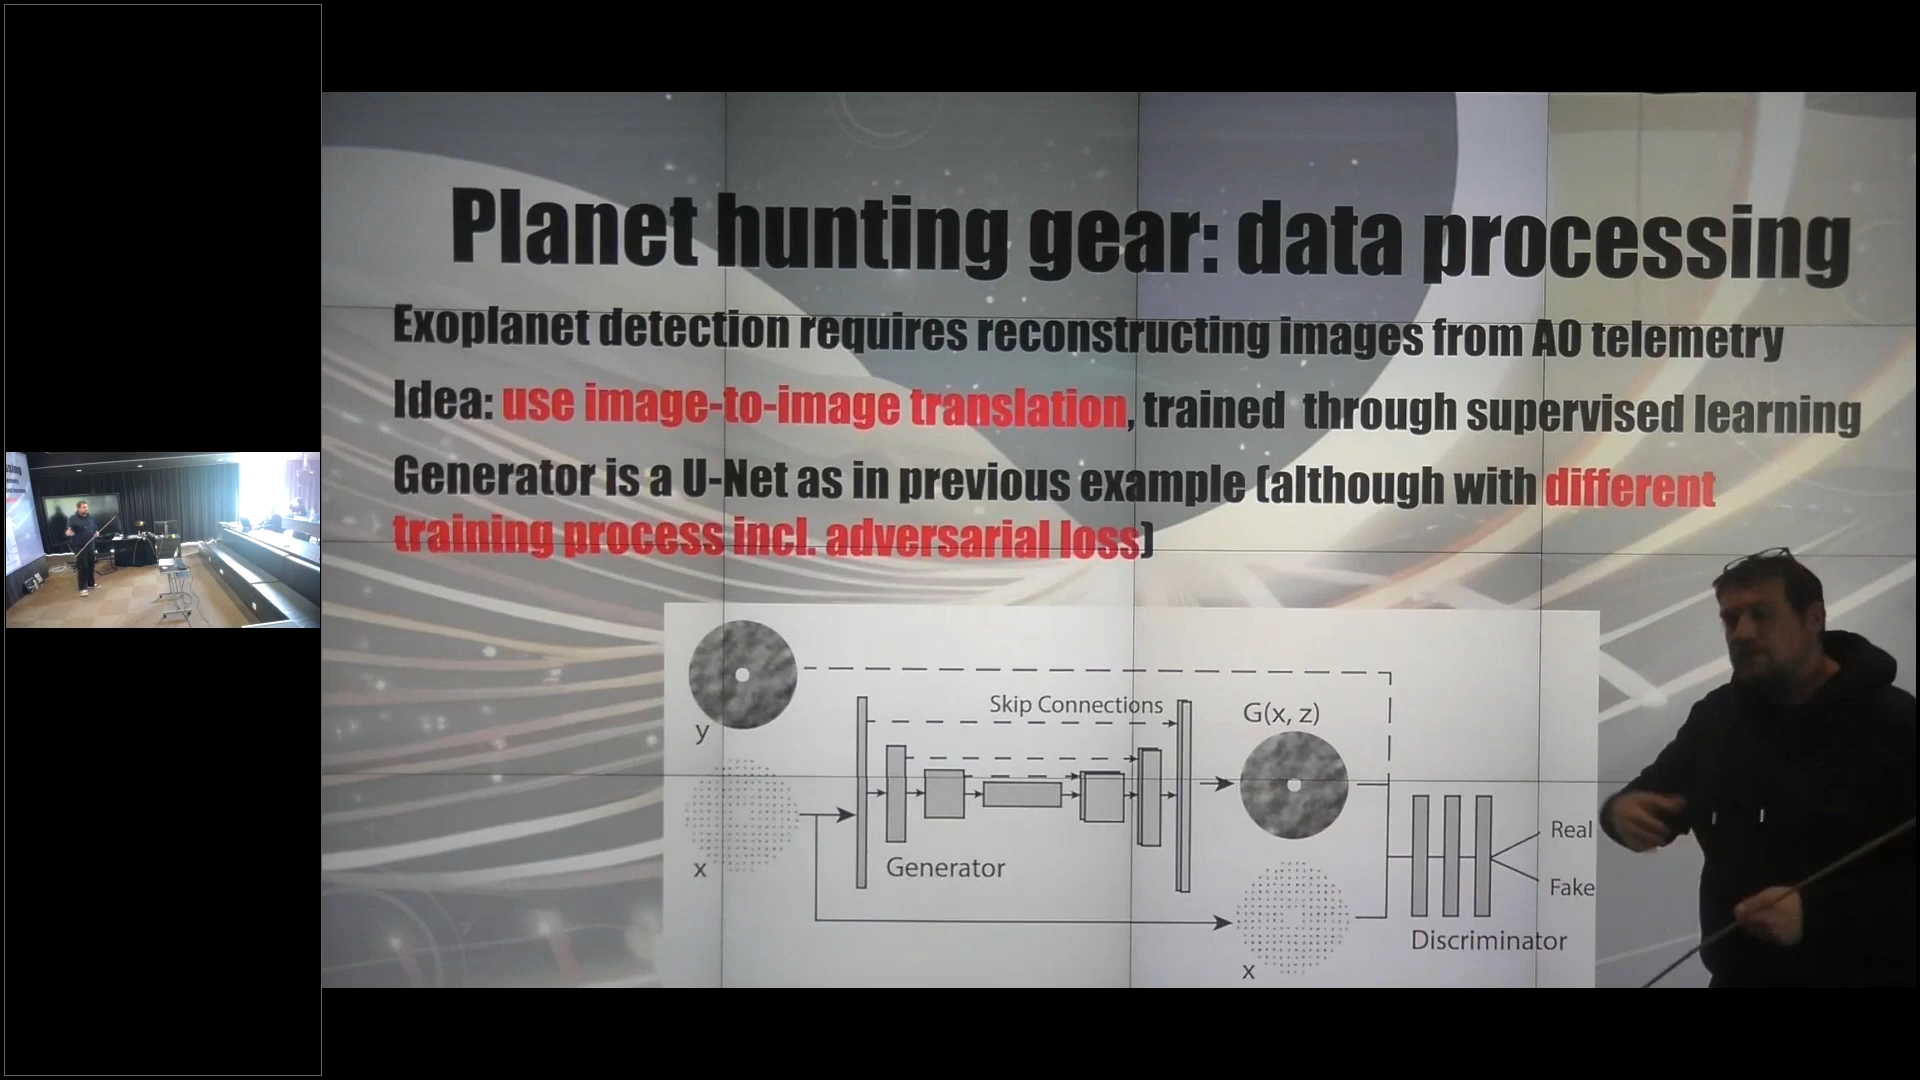 Planet hunting gear: data processing
Exoplanet detection requires reconstructing images from AO telemetry
Idea: use image-to-image translation, trained through supervised learning
Generator is a U-Net as in previous example (although with different
training process incl. adversarial loss)
Skip Connections
G(x, z)
y
x
Generator
Real
Fake
Discriminator
x